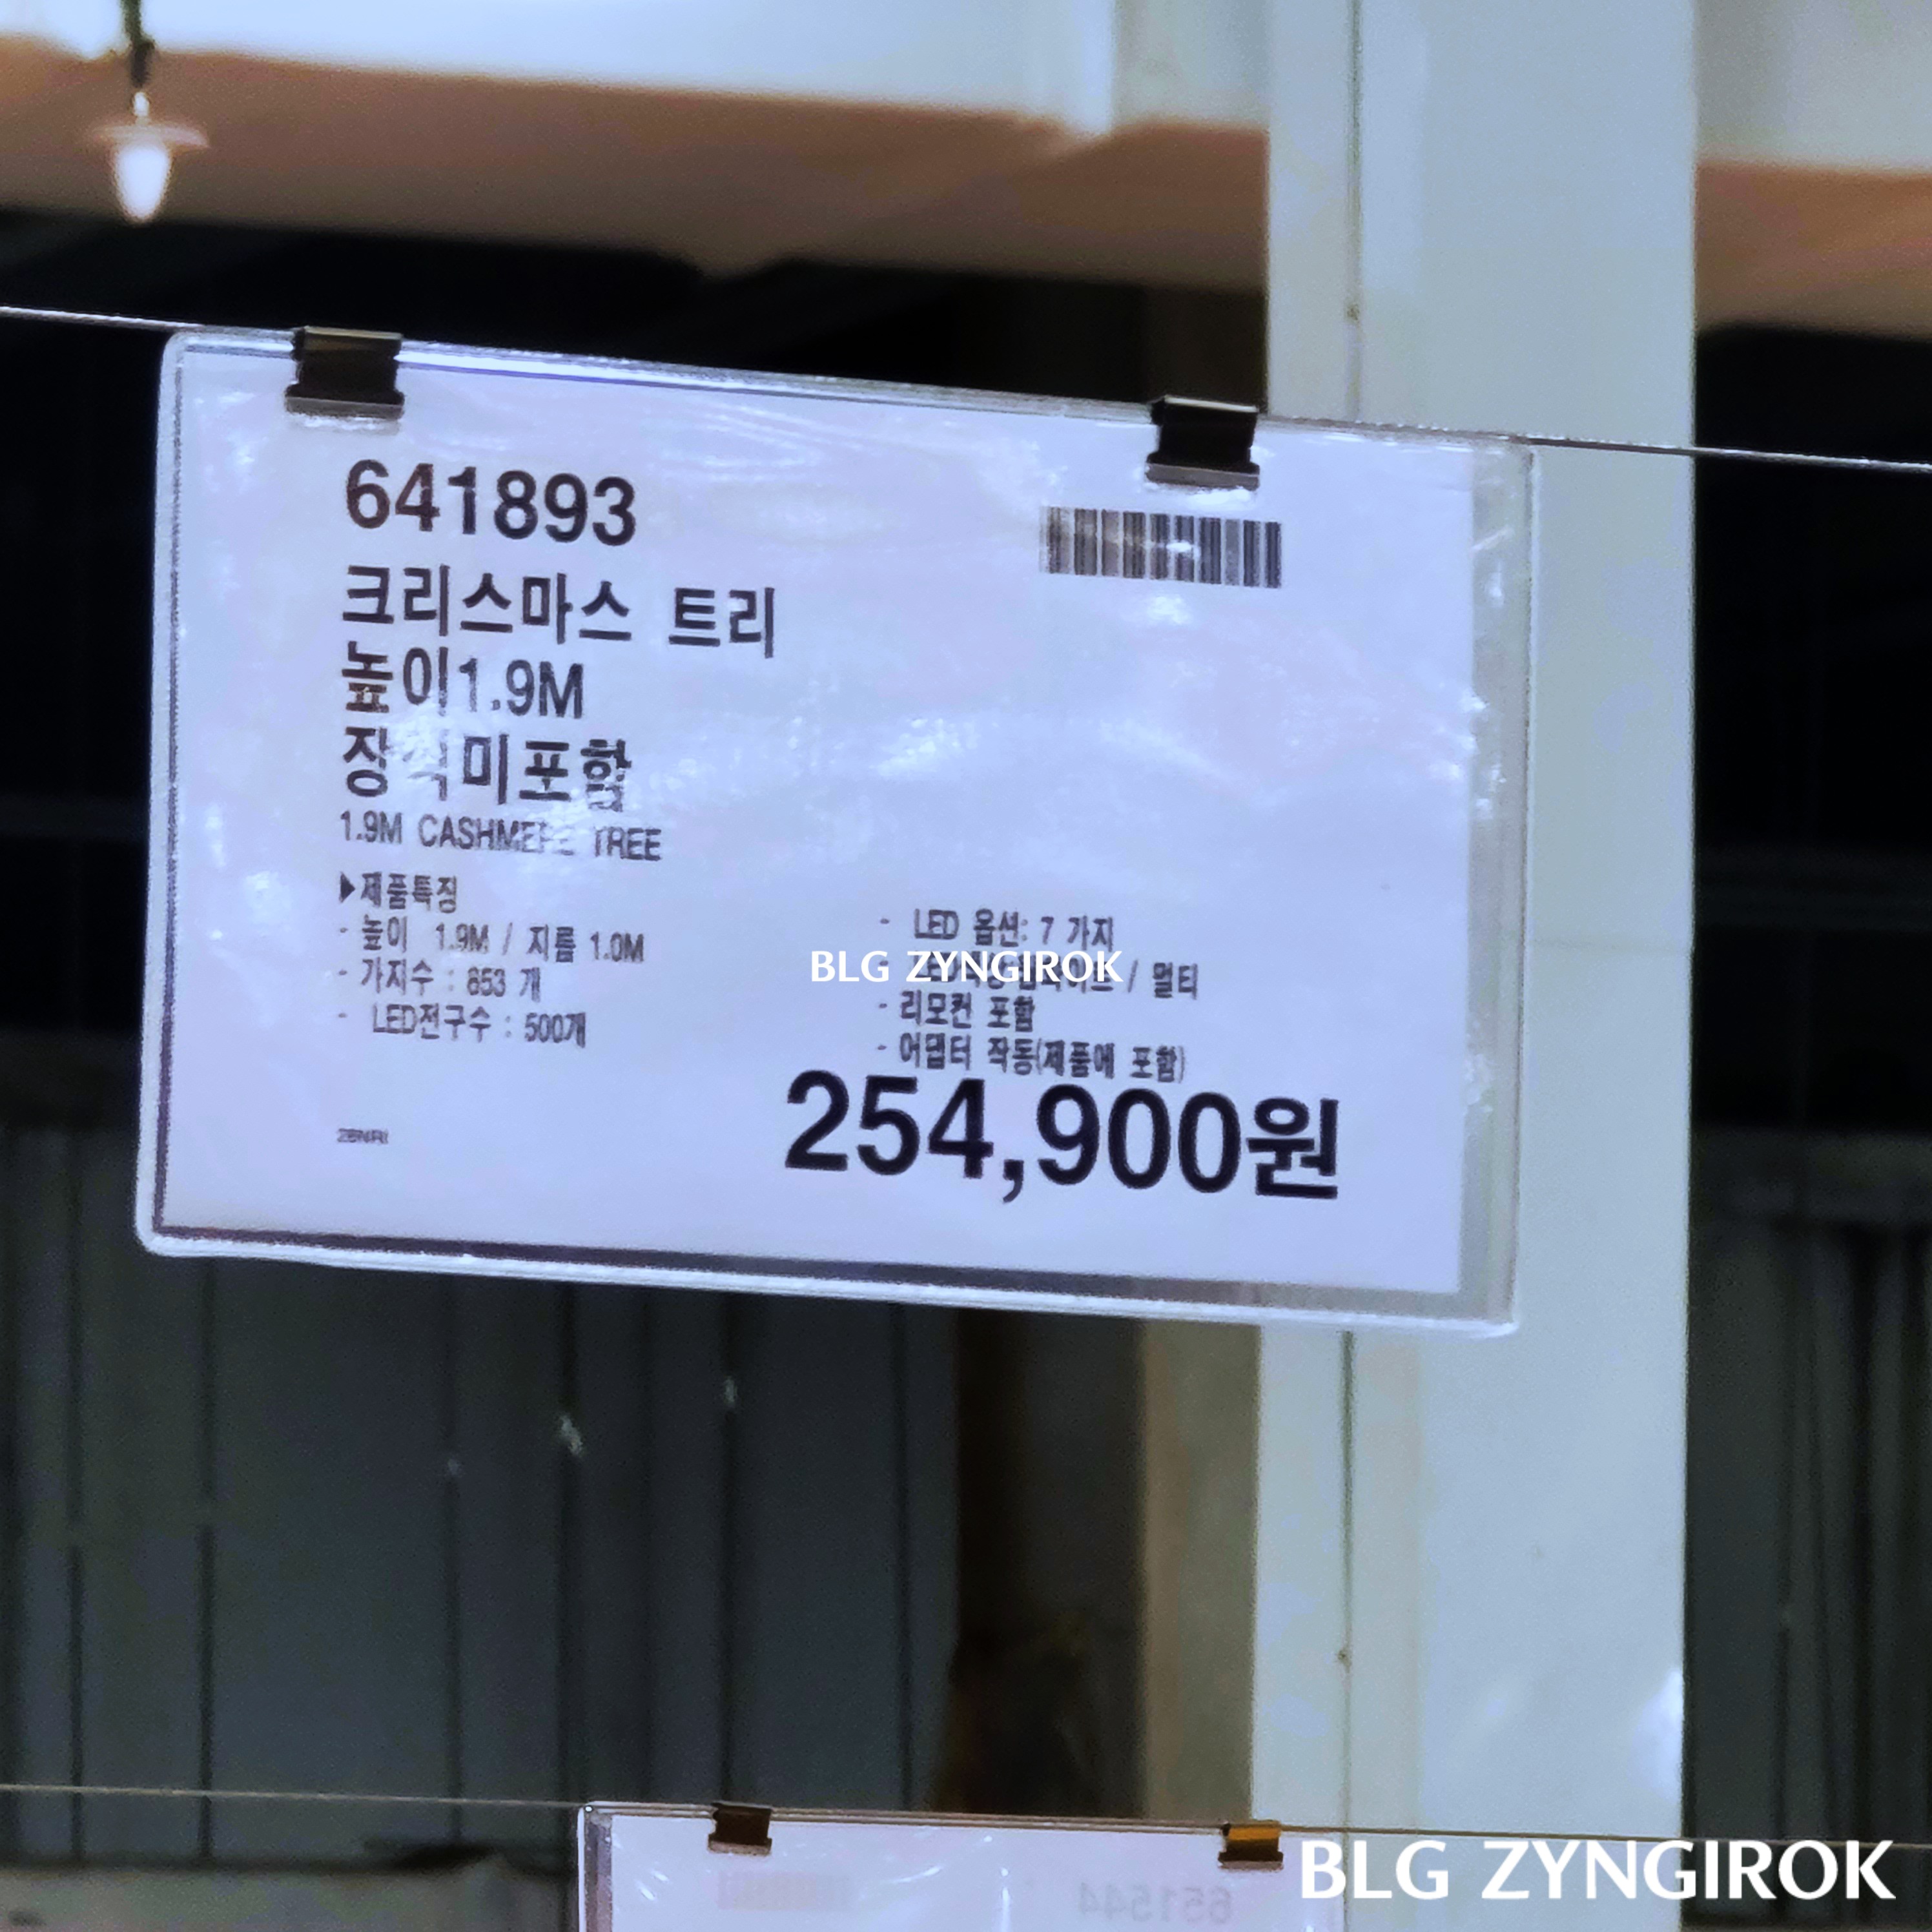 641893
크리스마스 트리
높이1.9M
장식미포함
1.9M CASHMERE TREE
▶제품특징
- 높이 1.9M / 지름 1.0M
- 가지수 : 853 개
- LED전구수 : 500개
- LED 옵션: 7 가지
/ 멀티
- 리모컨 포함
- 어댑터 작동(제품에 포함)
254,900원
BLG ZYNGIROK
651544
BLG ZYNGIROK